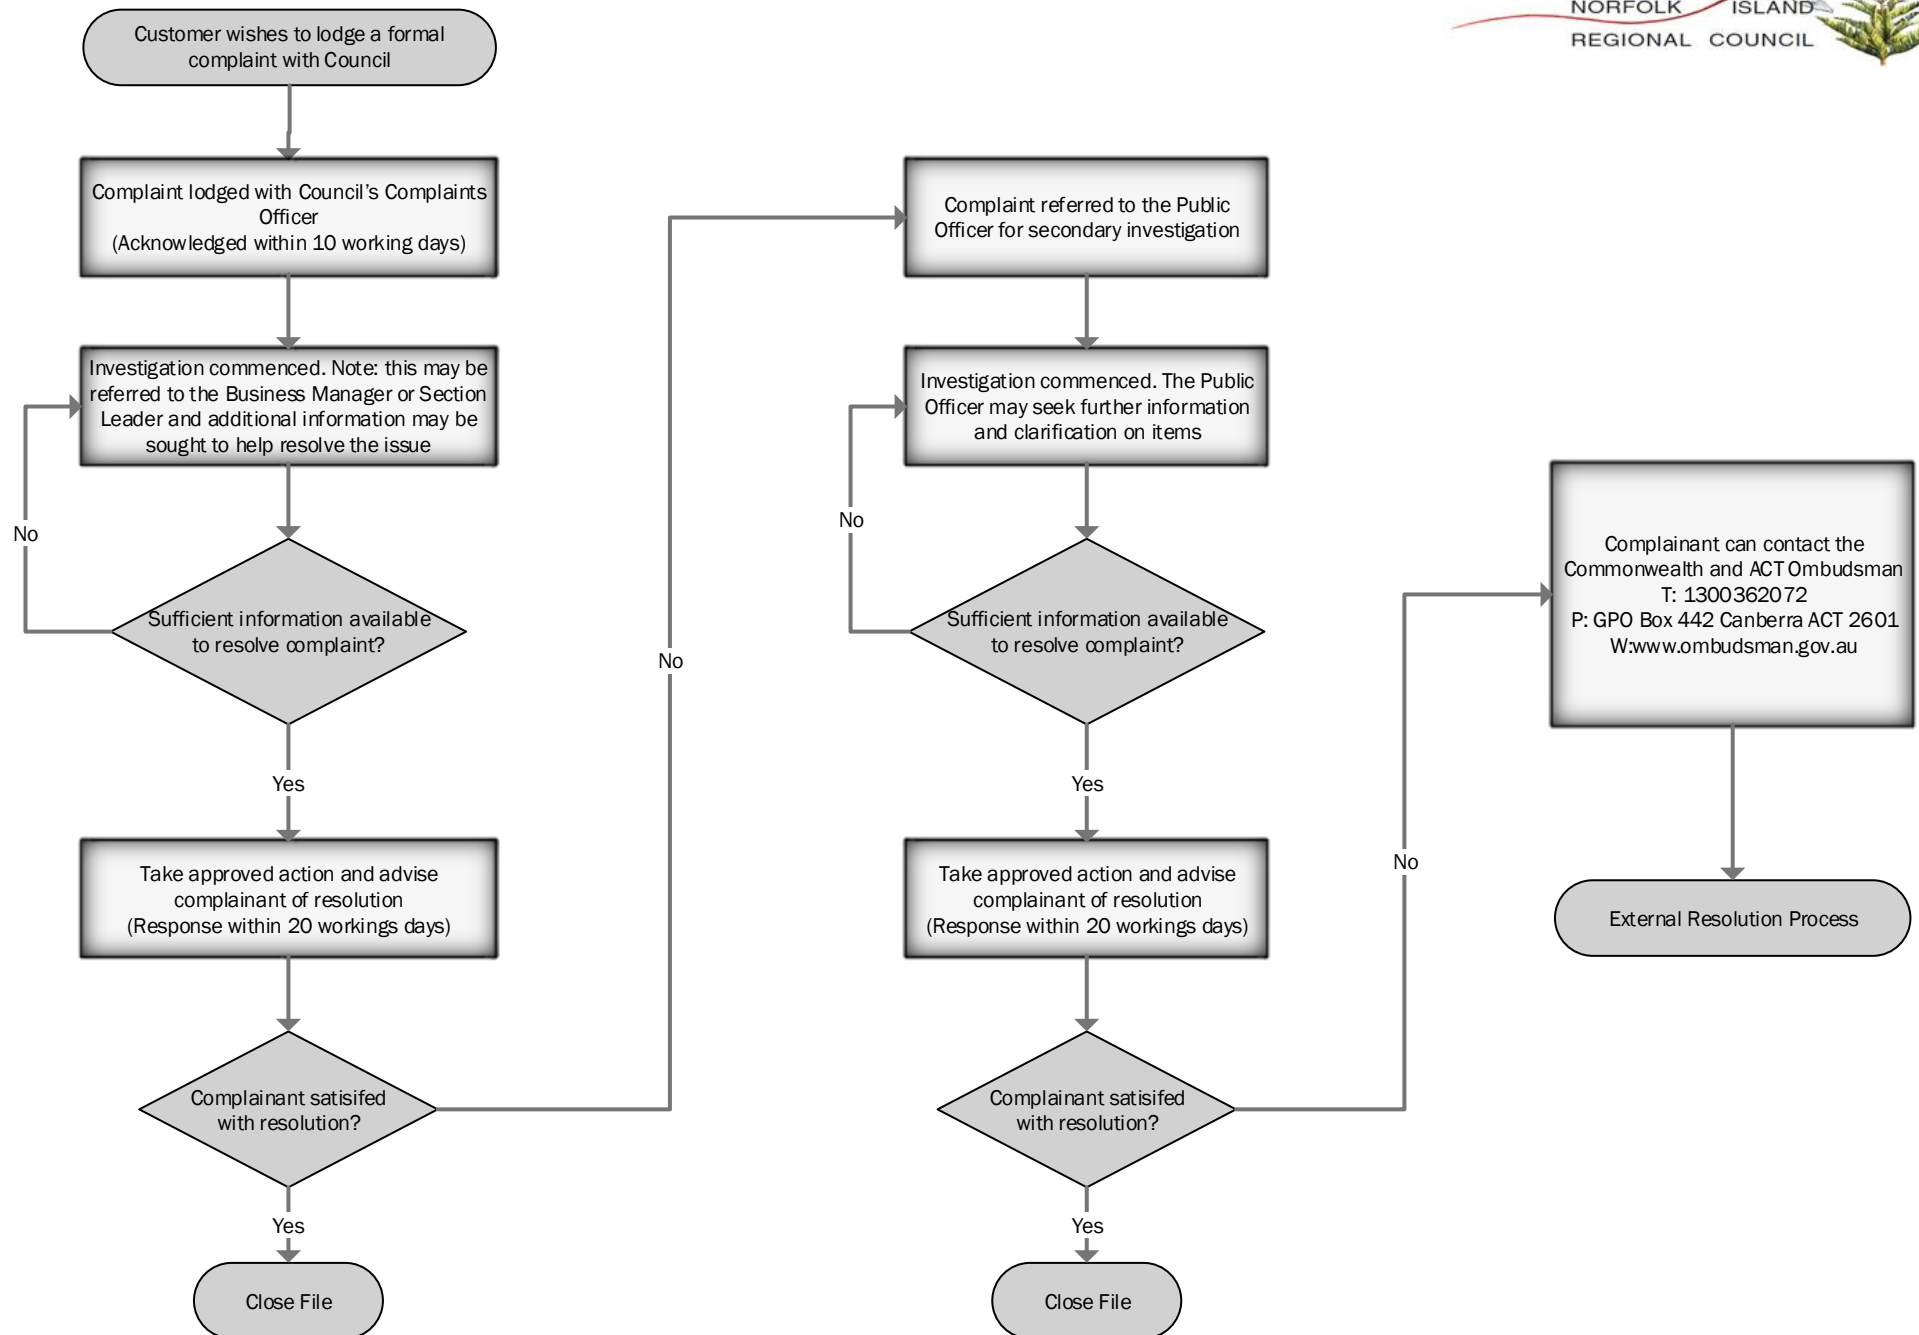 NORFOLK ISLAND
REGIONAL COUNCIL
Customer wishes to lodge a formal
complaint with Council
Complaint lodged with Council's Complaints
Officer
(Acknowledged within 10 working days)
Investigation commenced. Note: this may be
referred to the Business Manager or Section
Leader and additional information may be
sought to help resolve the issue
No
Sufficient information available
to resolve complaint?
Yes
Take approved action and advise
complainant of resolution
(Response within 20 workings days)
Complainant satisifed
with resolution?
Yes
Close File
No
Complaint referred to the Public
Officer for secondary investigation
Investigation commenced. The Public
Officer may seek further information
and clarification on items
No
Sufficient information available
to resolve complaint?
Yes
Take approved action and advise
complainant of resolution
(Response within 20 workings days)
Complainant satisifed
with resolution?
Yes
Close File
No
Complainant can contact the
Commonwealth and ACT Ombudsman
T: 1300362072
P: GPO Box 442 Canberra ACT 2601
W:www.ombudsman.gov.au
External Resolution Process